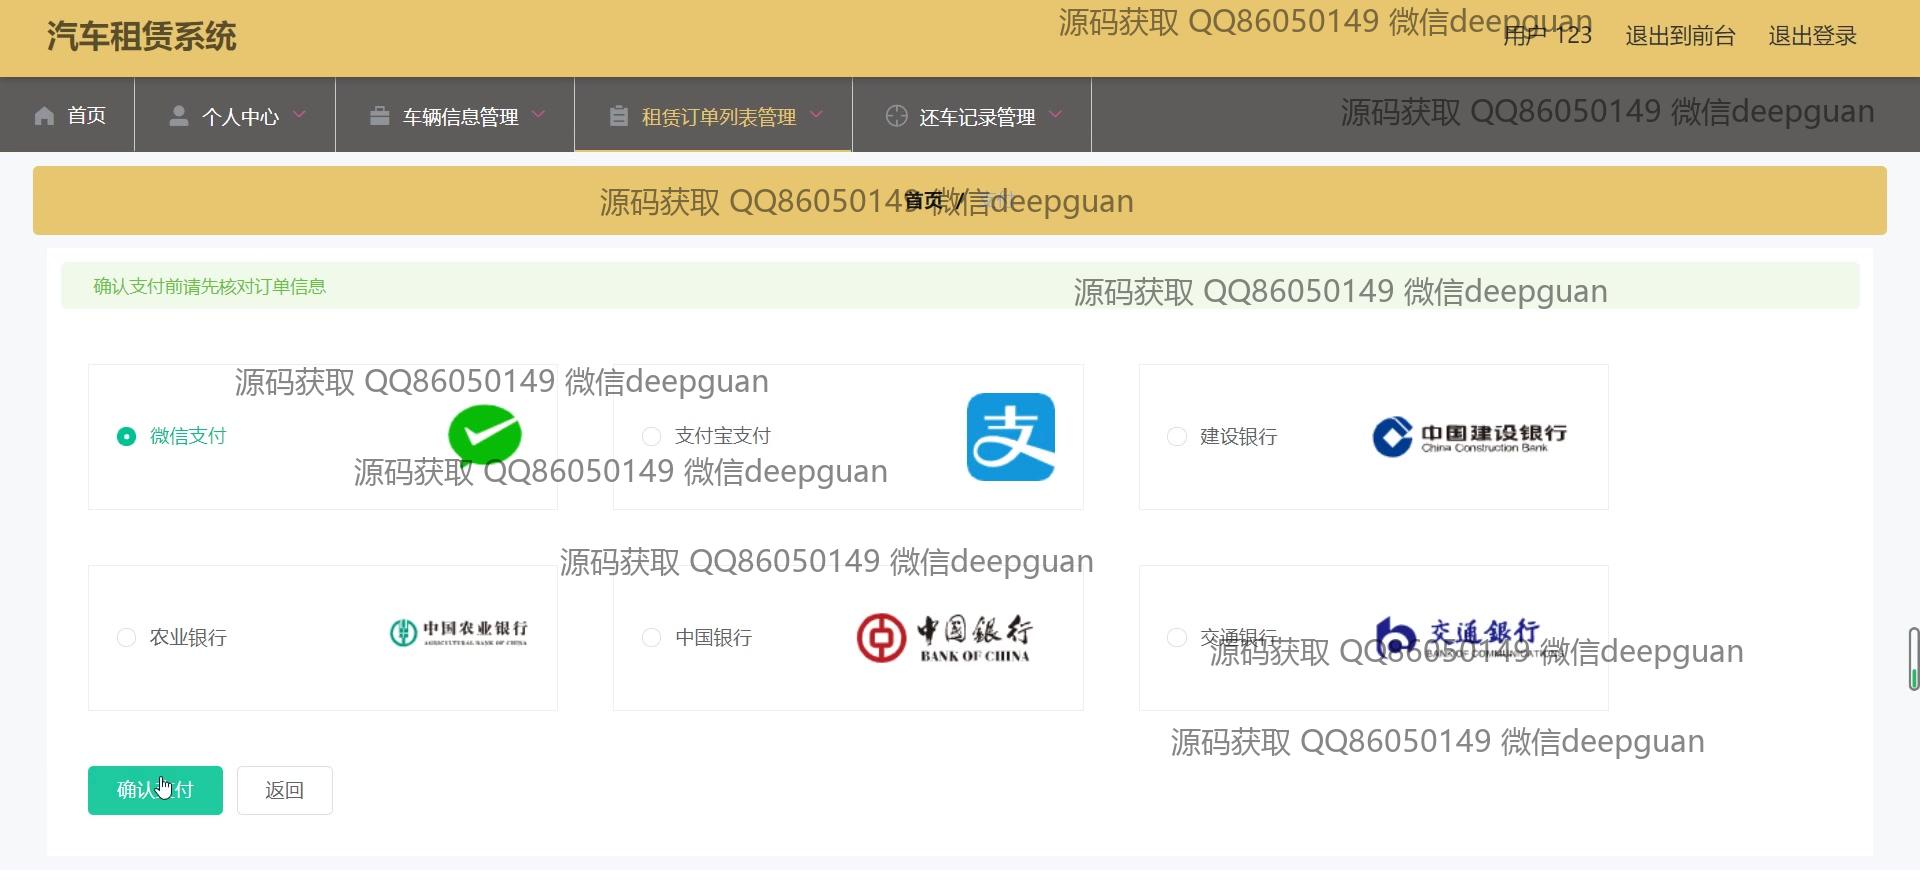 汽车租赁系统
源码获取 QQ86050149 微信deepguan
用户 123
退出到前台
退出登录
首页
个人中心
车辆信息管理
租赁订单列表管理
还车记录管理
源码获取 QQ86050149 微信deepguan
源码获取 QQ86050149 微信deepguan
首页 /
确认支付前请先核对订单信息
源码获取 QQ86050149 微信deepguan
源码获取 QQ86050149 微信deepguan
微信支付
支付宝支付
支
建设银行
中国建设银行
China Construction Bank
源码获取 QQ86050149 微信deepguan
源码获取 QQ86050149 微信deepguan
农业银行
中国农业银行
AGRICULTURAL BANK OF CHINA
中国银行
中國銀行
BANK OF CHINA
交通银行
交通銀行
BANK OF COMMUNICATIONS
源码获取 QQ86050149 微信deepguan
源码获取 QQ86050149 微信deepguan
确认支付
返回